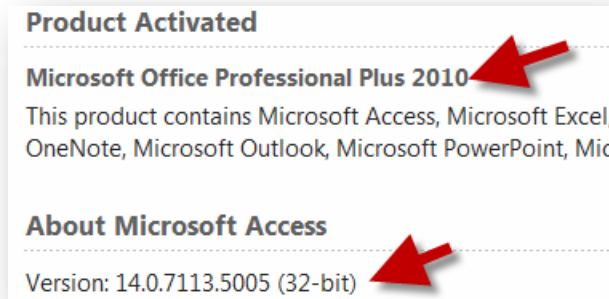 Product Activated
Microsoft Office Professional Plus 2010
This product contains Microsoft Access, Microsoft Excel,
OneNote, Microsoft Outlook, Microsoft PowerPoint,
About Microsoft Access
Version: 14.0.7113.5005 (32-bit)